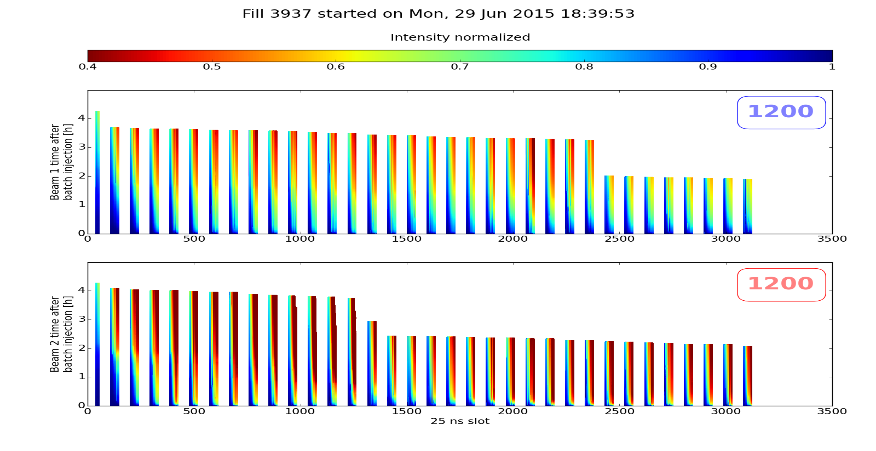 Fill 3937 started on Mon, 29 Jun 2015 18:39:53
Intensity normalized
0.4 0.5 0.6 0.7 0.8 0.9 1
Beam 1 time after
batch injection [h]
4
3
2
1
0
1200
0 500 1000 1500 2000 2500 3000 3500
Beam 2 time after
batch injection [h]
4
3
2
1
0
1200
0 500 1000 1500 2000 2500 3000 3500
25 ns slot